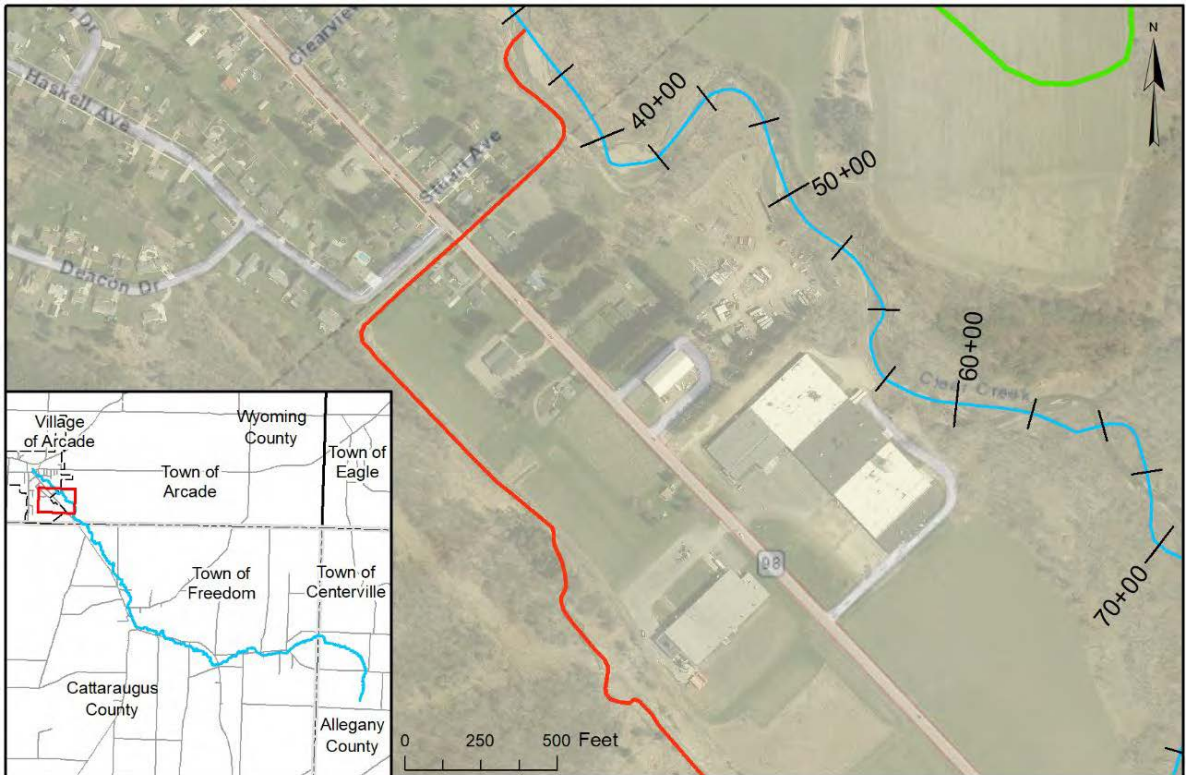 Clearview
N
Haskell Ave
Dr
Stuart Ave
Deacon Dr
40+00
50+00
60+00
Clear Creek
70+00
98
Village
of Arcade
Wyoming
County
Town of
Eagle
Town of
Arcade
Town of
Freedom
Town of
Centerville
Cattaraugus
County
Allegany
County
0 250 500 Feet